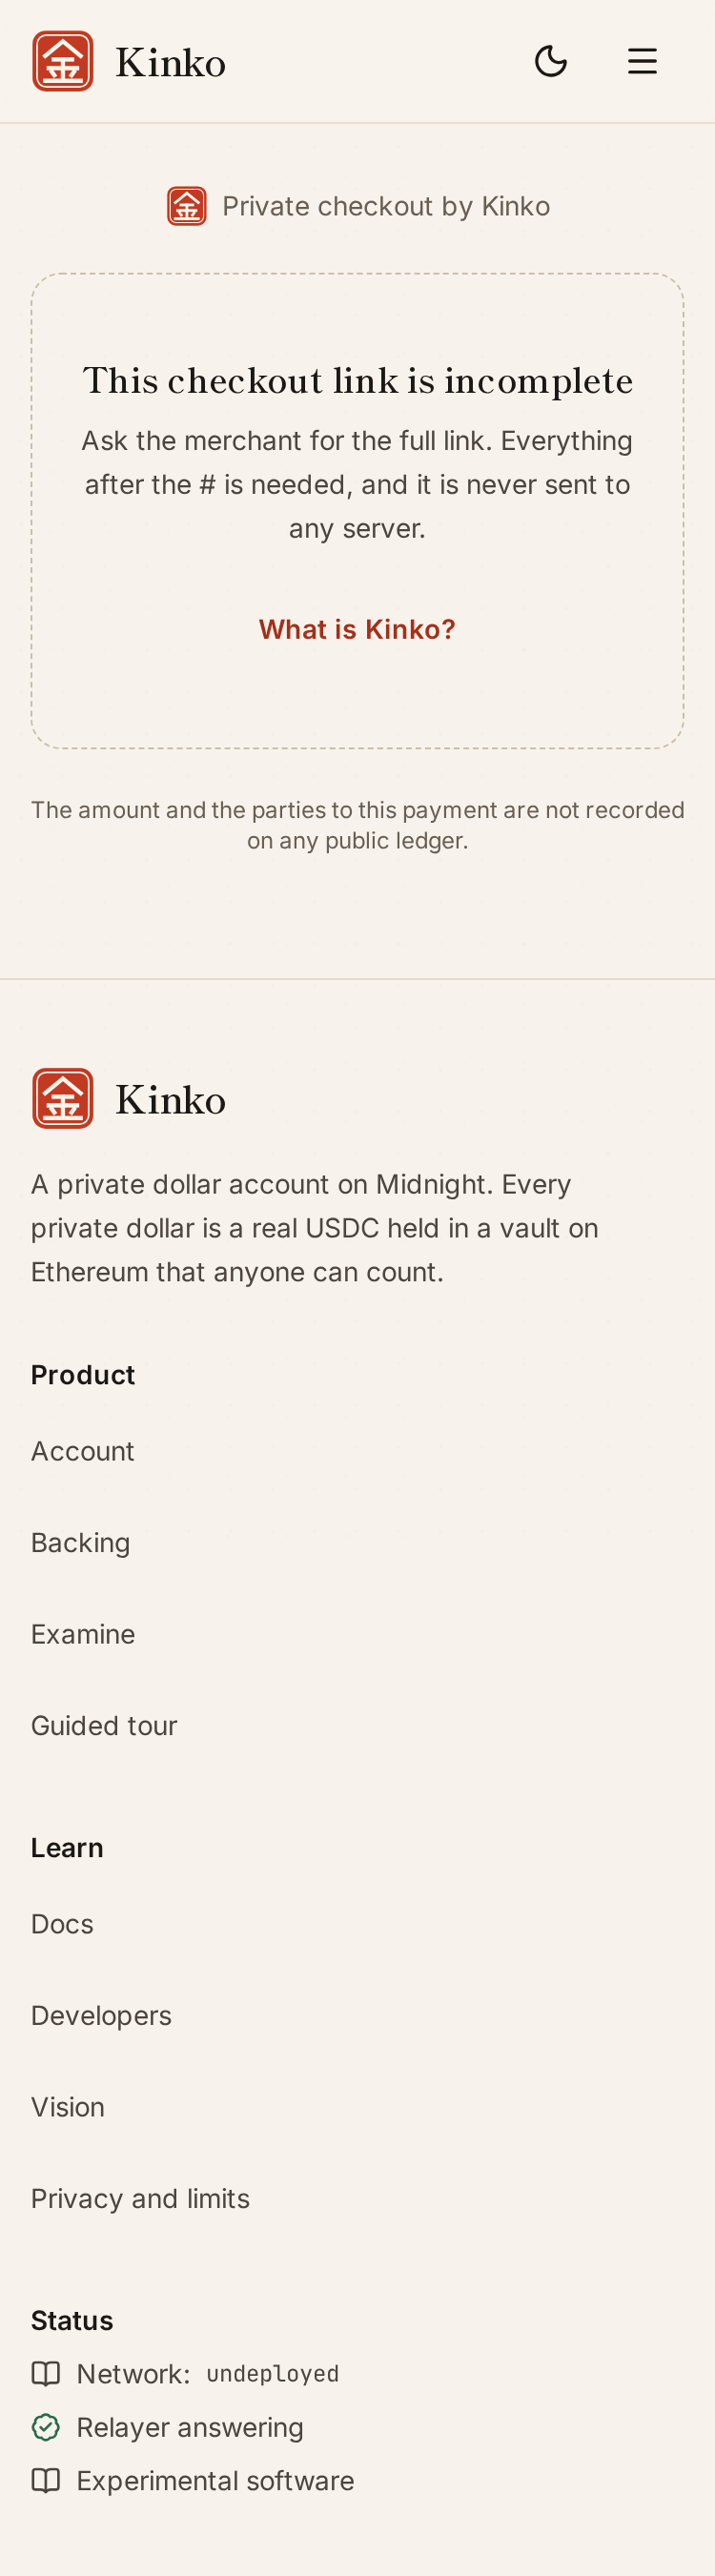 金 Kinko
金 Private checkout by Kinko
This checkout link is incomplete
Ask the merchant for the full link. Everything
after the # is needed, and it is never sent to
any server.
What is Kinko?
The amount and the parties to this payment are not recorded
on any public ledger.
金 Kinko
A private dollar account on Midnight. Every
private dollar is a real USDC held in a vault on
Ethereum that anyone can count.
Product
Account
Backing
Examine
Guided tour
Learn
Docs
Developers
Vision
Privacy and limits
Status
Network: undeployed
Relayer answering
Experimental software